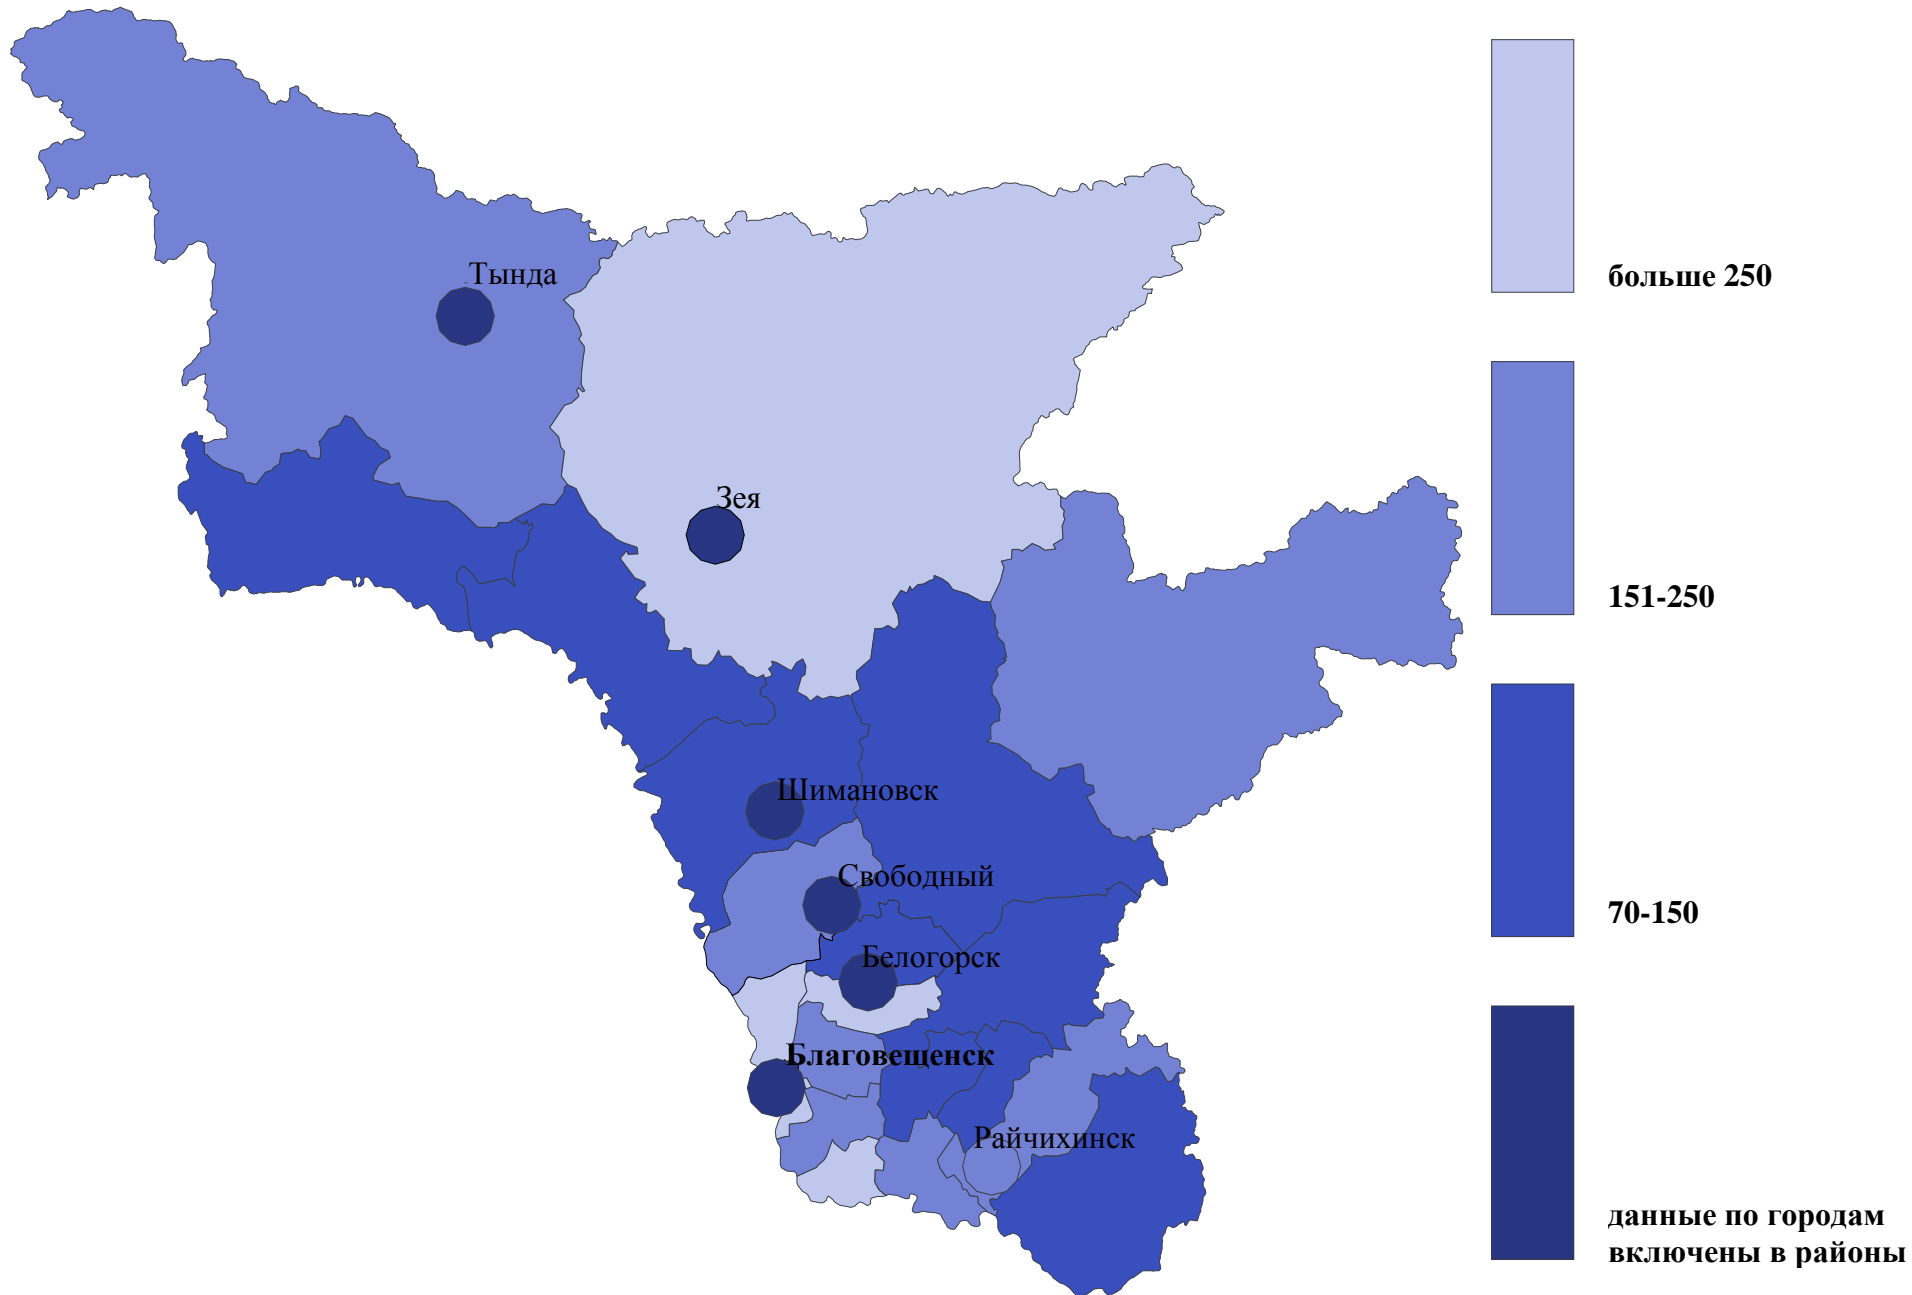 Тында
Зея
Шимановск
Свободный
Белогорск
Благовещенск
Райчихинск
больше 250
151-250
70-150
данные по городам
включены в районы